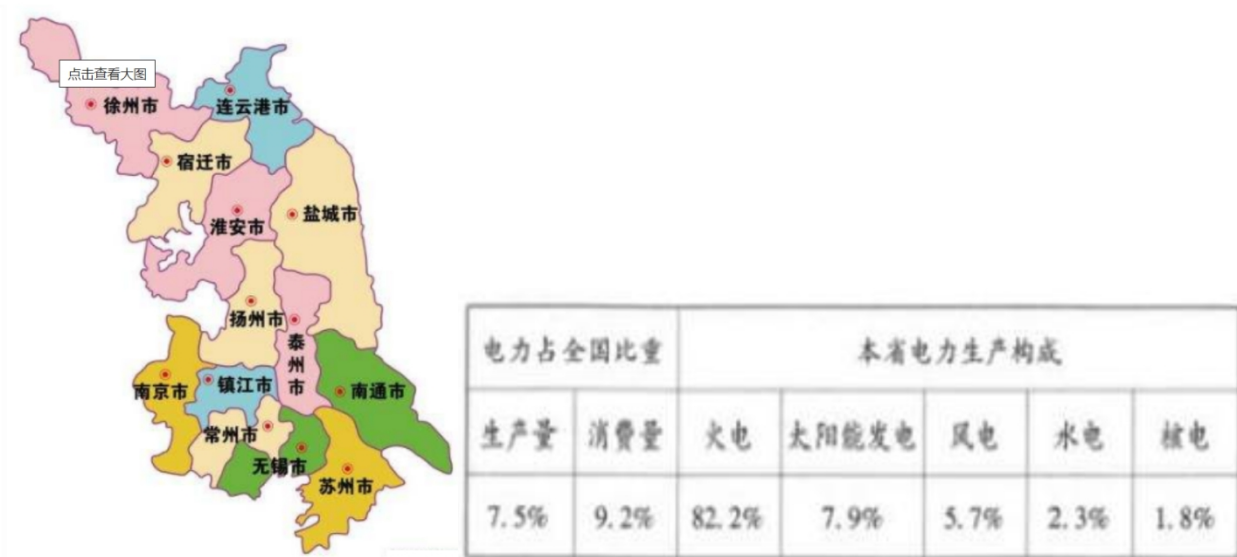 点击查看大图
徐州市
连云港市
宿迁市
淮安市
盐城市
扬州市
泰州市
南京市
镇江市
南通市
常州市
无锡市
苏州市
电力占全国比重 本省电力生产构成
生产量 消费量 火电 太阳能发电 风电 水电 核电
7.5% 9.2% 82.2% 7.9% 5.7% 2.3% 1.8%